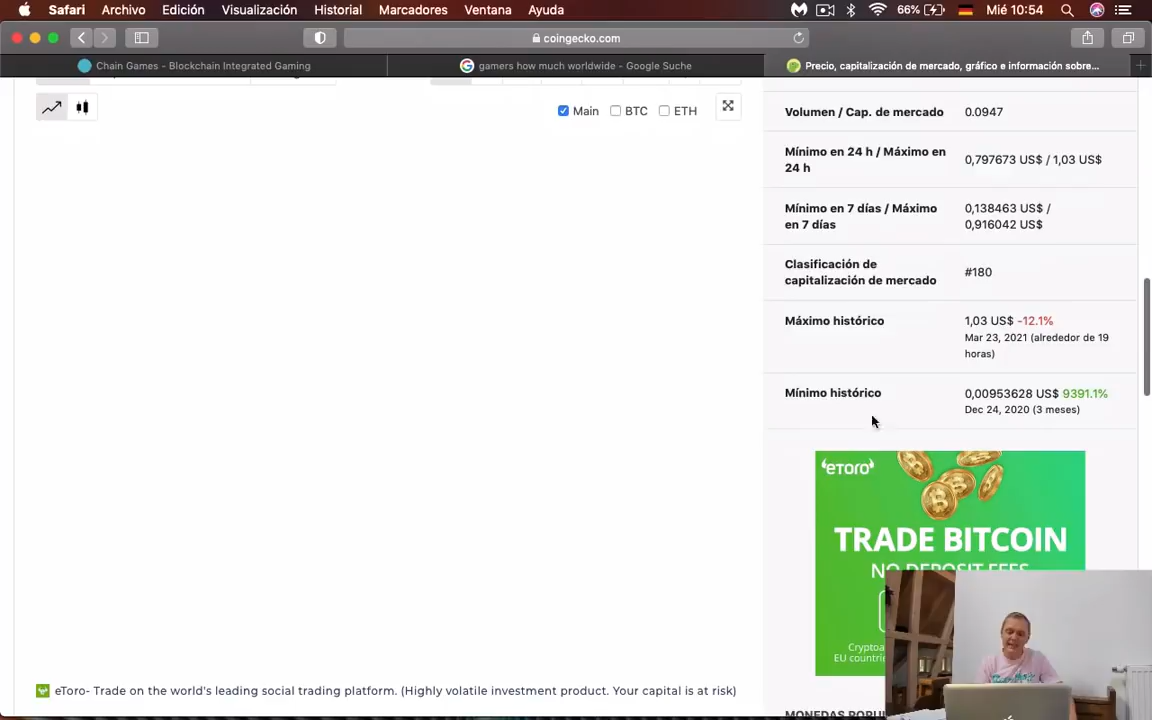 Safari Archivo Edición Visualización Historial Marcadores Ventana Ayuda 66% Mié 10:54
coingecko.com
Chain Games - Blockchain Integrated Gaming
gamers how much worldwide - Google Suche
Precio, capitalización de mercado, gráfico e información sobre...
Main BTC ETH
Volumen / Cap. de mercado 0.0947
Mínimo en 24 h / Máximo en
24 h
0,797673 US$ / 1,03 US$
Mínimo en 7 días / Máximo
en 7 días
0,138463 US$ /
0,916042 US$
Clasificación de
capitalización de mercado
#180
Máximo histórico
1,03 US$ -12.1%
Mar 23, 2021 (alrededor de 19
horas)
Mínimo histórico
0,00953628 US$ 9391.1%
Dec 24, 2020 (3 meses)
eToro
TRADE BITCOIN
NO DEPOSIT FEES
EU countri
eToro- Trade on the world's leading social trading platform. (Highly volatile investment product. Your capital is at risk)
MONEDAS